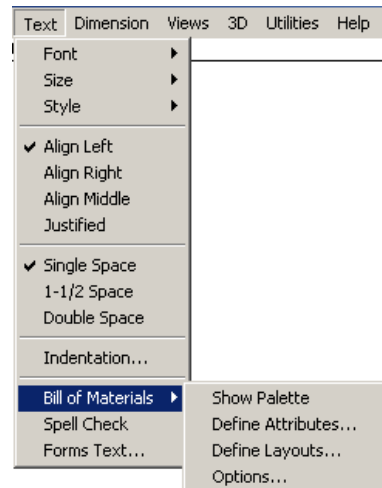 Text Dimension Views 3D Utilities Help
Font
Size
Style
Align Left
Align Right
Align Middle
Justified
Single Space
1-1/2 Space
Double Space
Indentation...
Bill of Materials Show Palette
Spell Check Define Attributes...
Forms Text... Define Layouts...
Options...